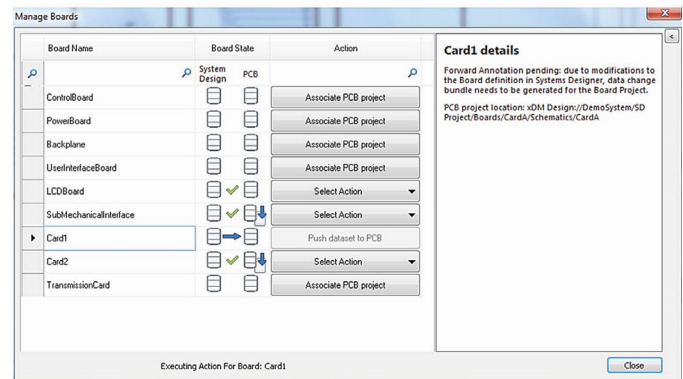 Manage Boards
Board Name
Board State
Action
System
Design
PCB
ControlBoard
Associate PCB project
PowerBoard
Associate PCB project
Backplane
Associate PCB project
UserInterfaceBoard
Associate PCB project
LCDBoard
Select Action
SubMechanicalInterface
Select Action
Card1
Push dataset to PCB
Card2
Select Action
TransmissionCard
Associate PCB project
Card1 details
Forward Annotation pending: due to modifications to
the Board definition in Systems Designer, data change
bundle needs to be generated for the Board Project.
PCB project location: xDM Design://DemoSystem/SD
Project/Boards/CardA/Schematics/CardA
Executing Action For Board: Card1
Close